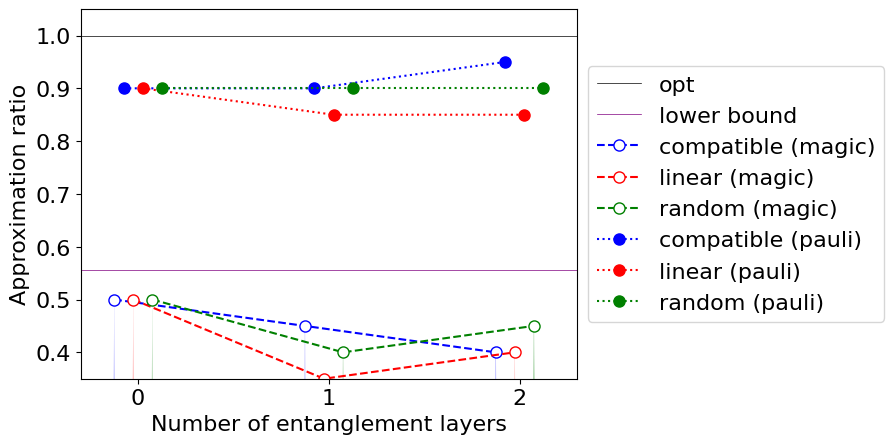 Approximation ratio
1.0
0.9
0.8
0.7
0.6
0.5
0.4
0
1
2
Number of entanglement layers
opt
lower bound
compatible (magic)
linear (magic)
random (magic)
compatible (pauli)
linear (pauli)
random (pauli)